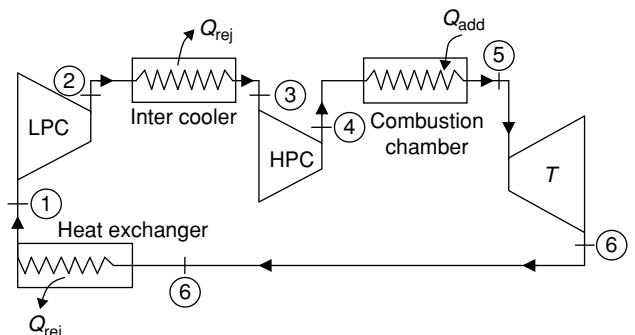 Q_rej
Q_add
2
5
LPC
Inter cooler
3
HPC
4
Combustion
chamber
T
1
Heat exchanger
6
6
Q_rej